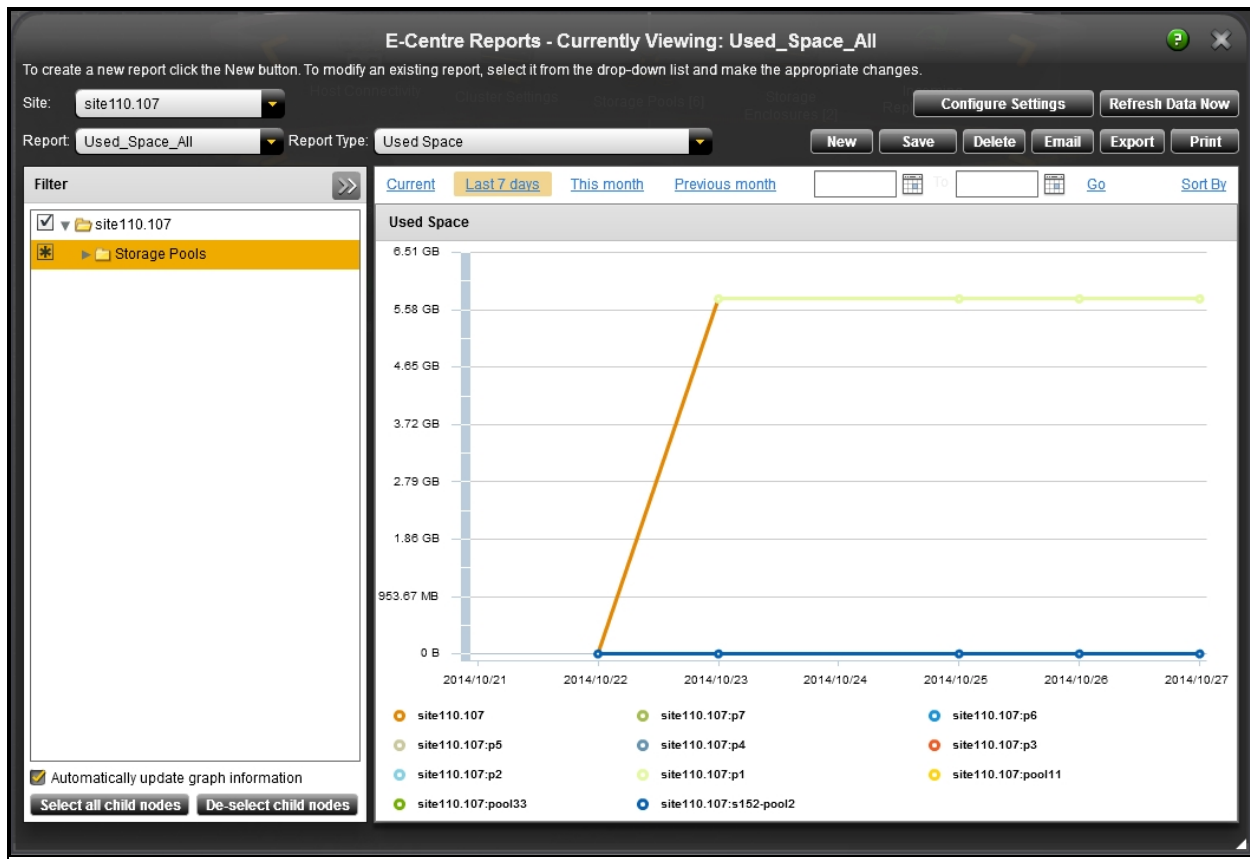 E-Centre Reports - Currently Viewing: Used_Space_All
To create a new report click the New button. To modify an existing report, select it from the drop-down list and make the appropriate changes.
Site: site110.107 Configure Settings Refresh Data Now
Report: Used_Space_All Report Type: Used Space New Save Delete Email Export Print
Filter
site110.107
Storage Pools
Automatically update graph information
Select all child nodes De-select child nodes
Current Last 7 days This month Previous month To Go Sort By
Used Space
6.51 GB
5.58 GB
4.65 GB
3.72 GB
2.79 GB
1.86 GB
953.67 MB
0 B
2014/10/21 2014/10/22 2014/10/23 2014/10/24 2014/10/25 2014/10/26 2014/10/27
site110.107 site110.107:p7 site110.107:p6
site110.107:p5 site110.107:p4 site110.107:p3
site110.107:p2 site110.107:p1 site110.107:pool11
site110.107:pool33 site110.107:s152-pool2